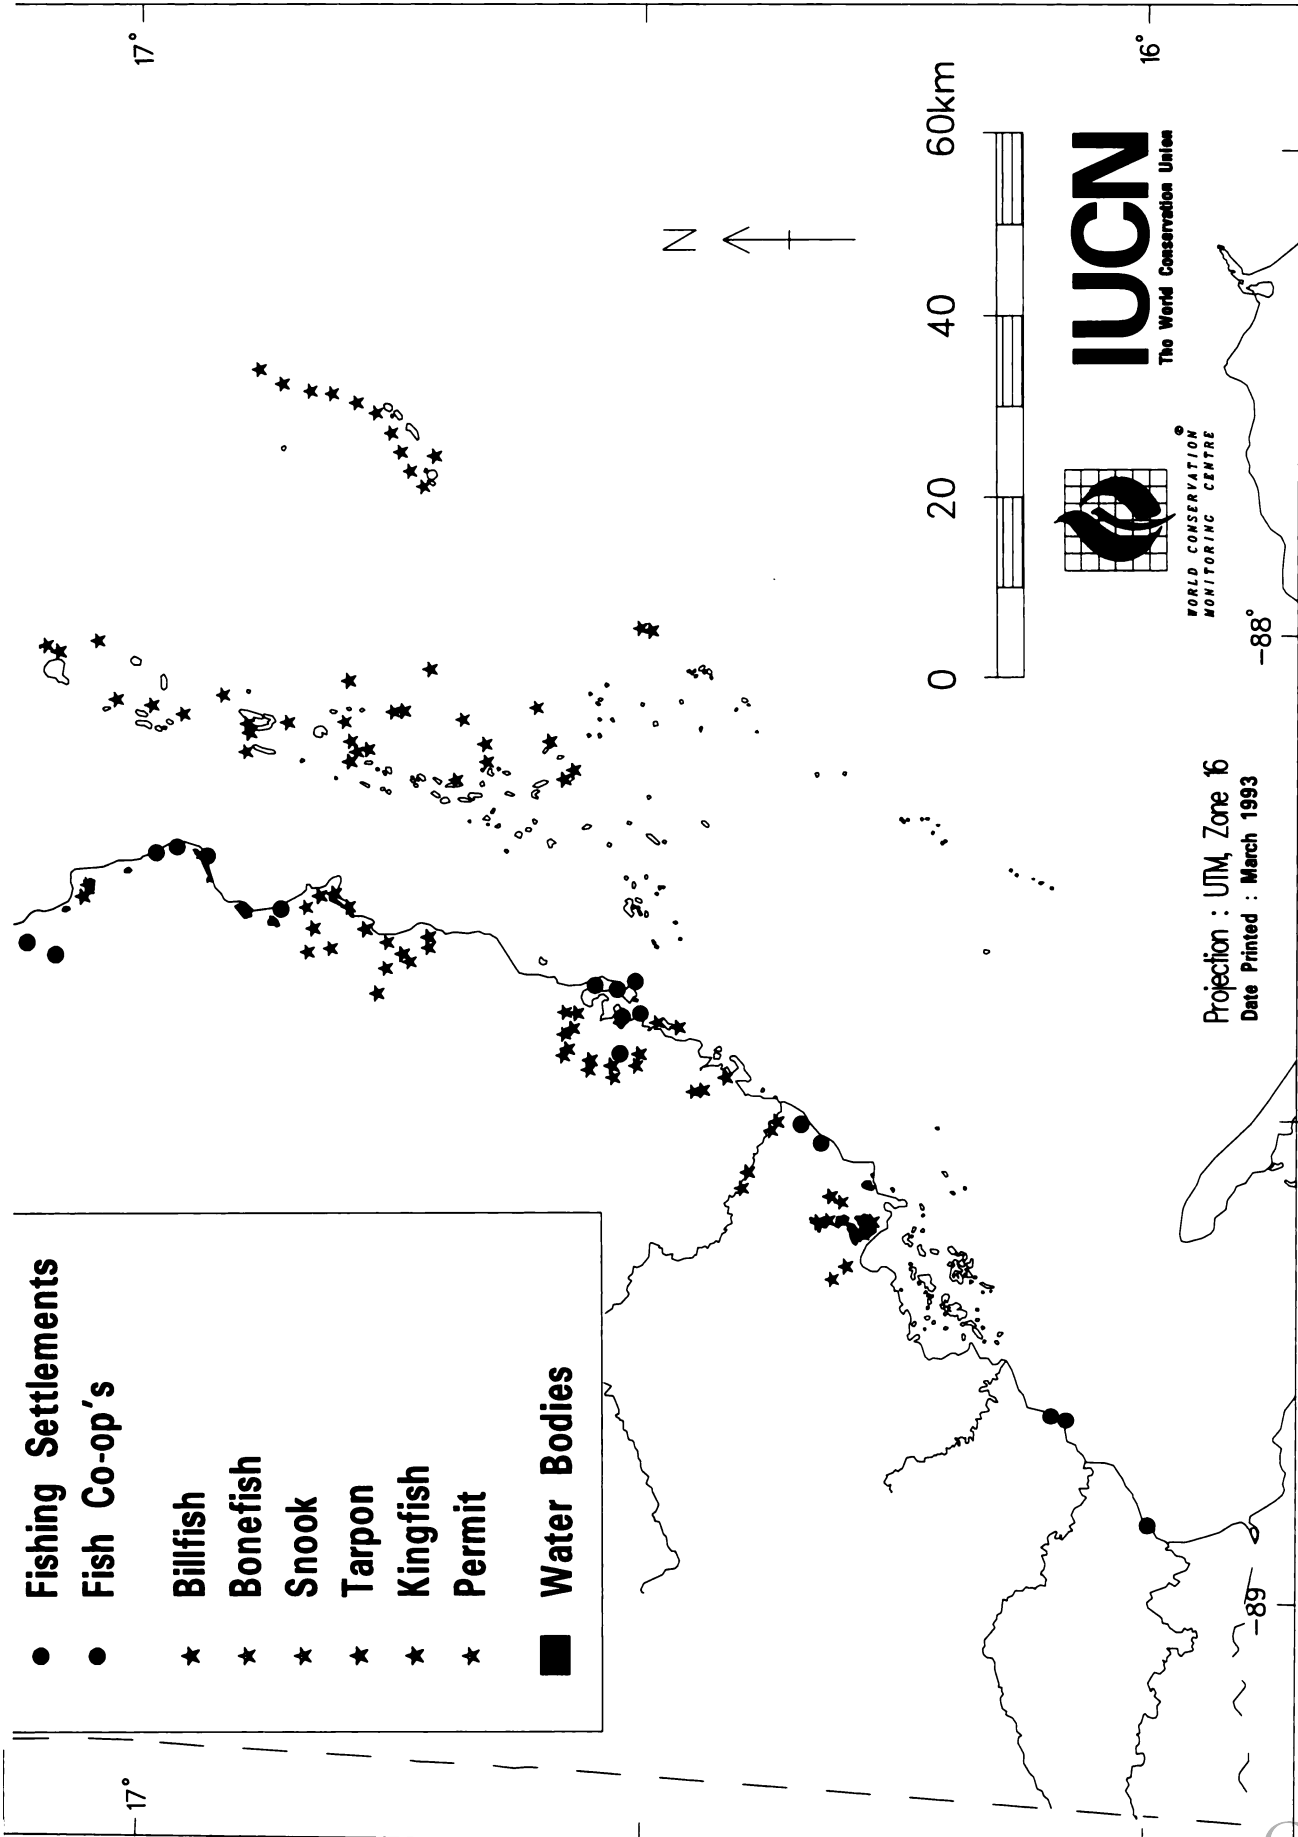 Fishing Settlements
Fish Co-op's
Billfish
Bonefish
Snook
Tarpon
Kingfish
Permit
Water Bodies
17°
17°
N
0 20 40 60km
IUCN
The World Conservation Union
WORLD CONSERVATION ®
MONITORING CENTRE
Projection : UTM, Zone 16
Date Printed : March 1993
16°
-88°
-89